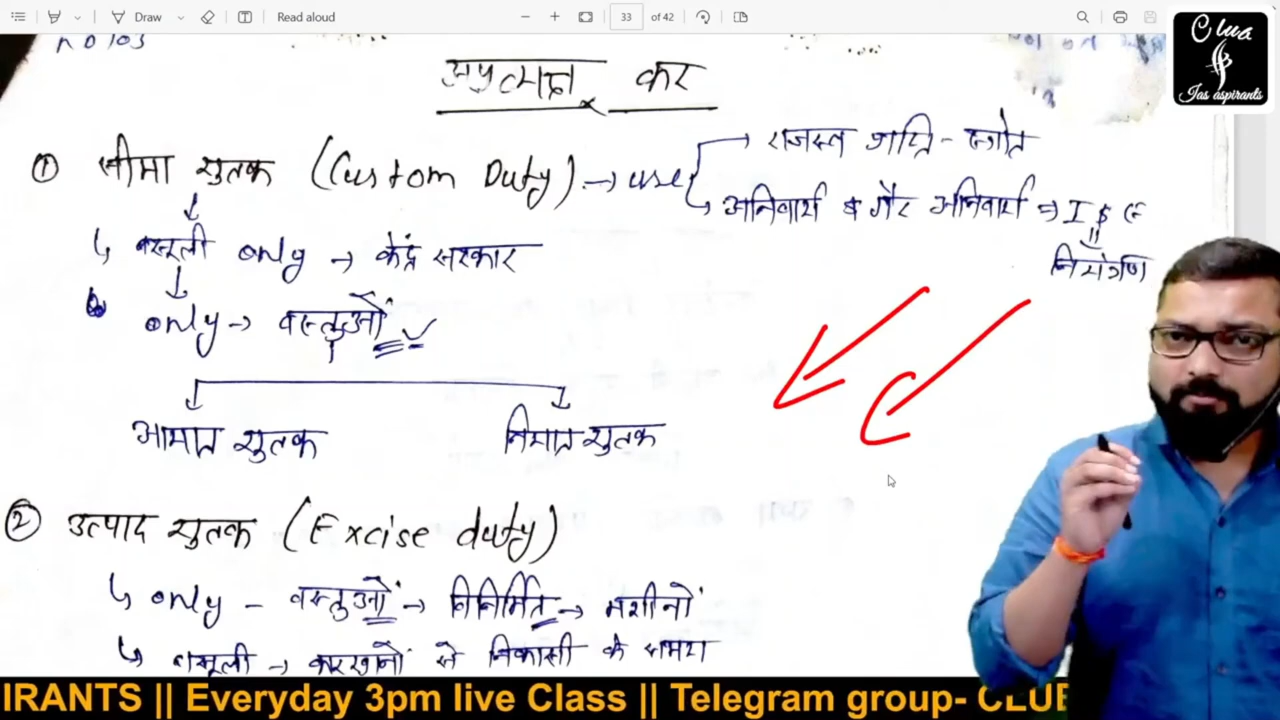 Draw
Read aloud
33
of 42
Clua
Ias aspirants
अप्रत्यक्ष कर
① सीमा शुल्क (Custom Duty) → use
राजस्व प्राप्ति - स्त्रोत
अनिवार्य व गैर अनिवार्य ⇒ I $ E
नियंत्रण
↳ वसूली only → केंद्र सरकार
only → वस्तुओं
आयात शुल्क
निर्यात शुल्क
② उत्पाद शुल्क (Excise duty)
↳ only - वस्तुओं → विनिर्मित → मशीनों
↳ वसूली → कारखानों से निकासी के समय
IRANTS || Everyday 3pm live Class || Telegram group- CLUE